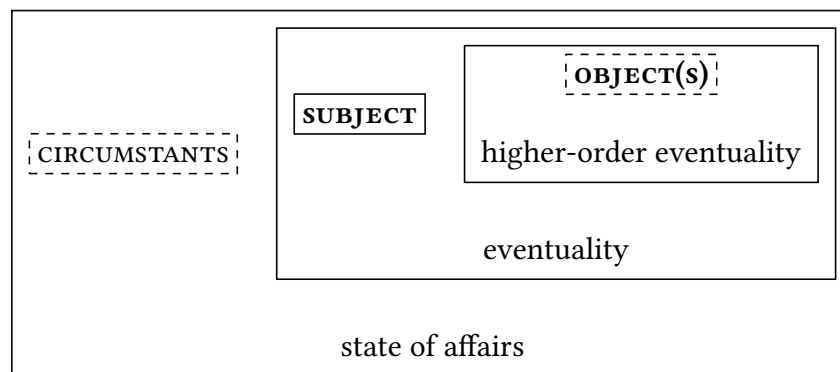 OBJECT(S)
SUBJECT
CIRCUMSTANTS
higher-order eventuality
eventuality
state of affairs